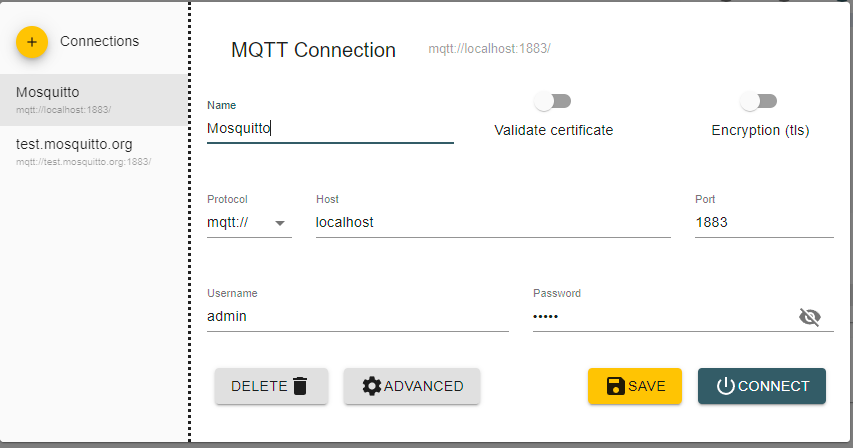 + Connections
Mosquitto
mqtt://localhost:1883/
test.mosquitto.org
mqtt://test.mosquitto.org:1883/
MQTT Connection mqtt://localhost:1883/
Name
Mosquitto
Validate certificate
Encryption (tls)
Protocol Host Port
mqtt:// localhost 1883
Username Password
admin •••••
DELETE ADVANCED SAVE CONNECT